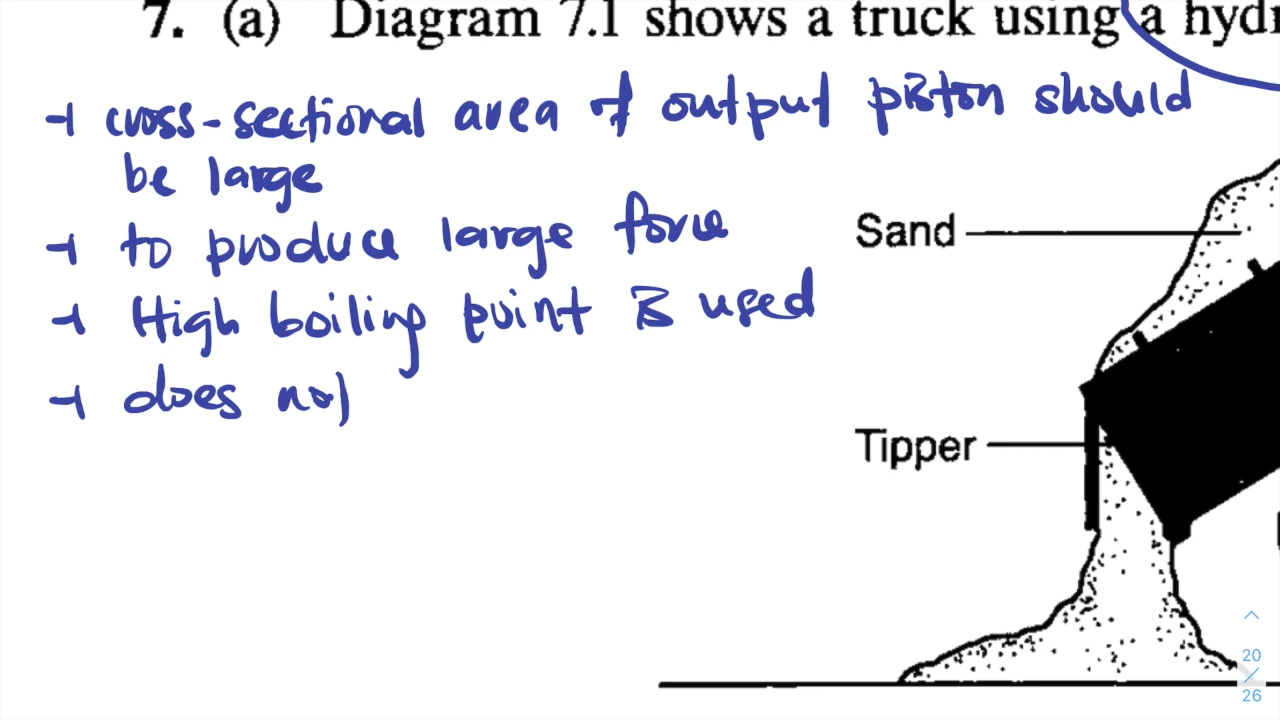 7. (a) Diagram 7.1 shows a truck using a hydr
→ cross-sectional area of output piston should
be large
→ to produce large force
→ High boiling point is used
→ does not
Sand
Tipper
20
26